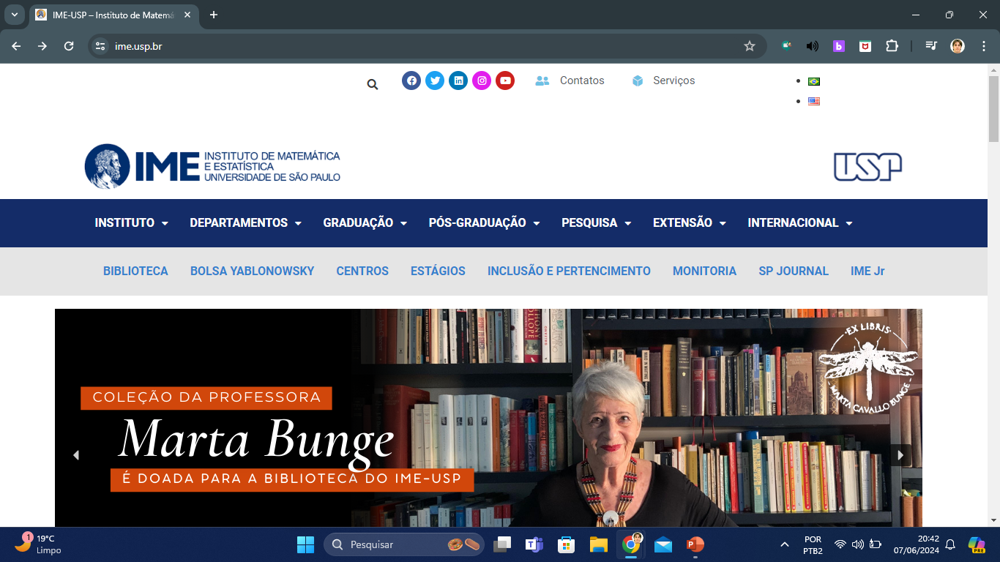 IME-USP – Instituto de Matemá
ime.usp.br
Contatos
Serviços
IME INSTITUTO DE MATEMÁTICA
E ESTATÍSTICA
UNIVERSIDADE DE SÃO PAULO
USP
INSTITUTO DEPARTAMENTOS GRADUAÇÃO PÓS-GRADUAÇÃO PESQUISA EXTENSÃO INTERNACIONAL
BIBLIOTECA BOLSA YABLONOWSKY CENTROS ESTÁGIOS INCLUSÃO E PERTENCIMENTO MONITORIA SP JOURNAL IME Jr
·EX LIBRIS·
MARTA CAVALLO BUNGE
COLEÇÃO DA PROFESSORA
Marta Bunge
É DOADA PARA A BIBLIOTECA DO IME-USP
1
19°C
Limpo
Pesquisar
POR
PTB2
20:42
07/06/2024
PRE